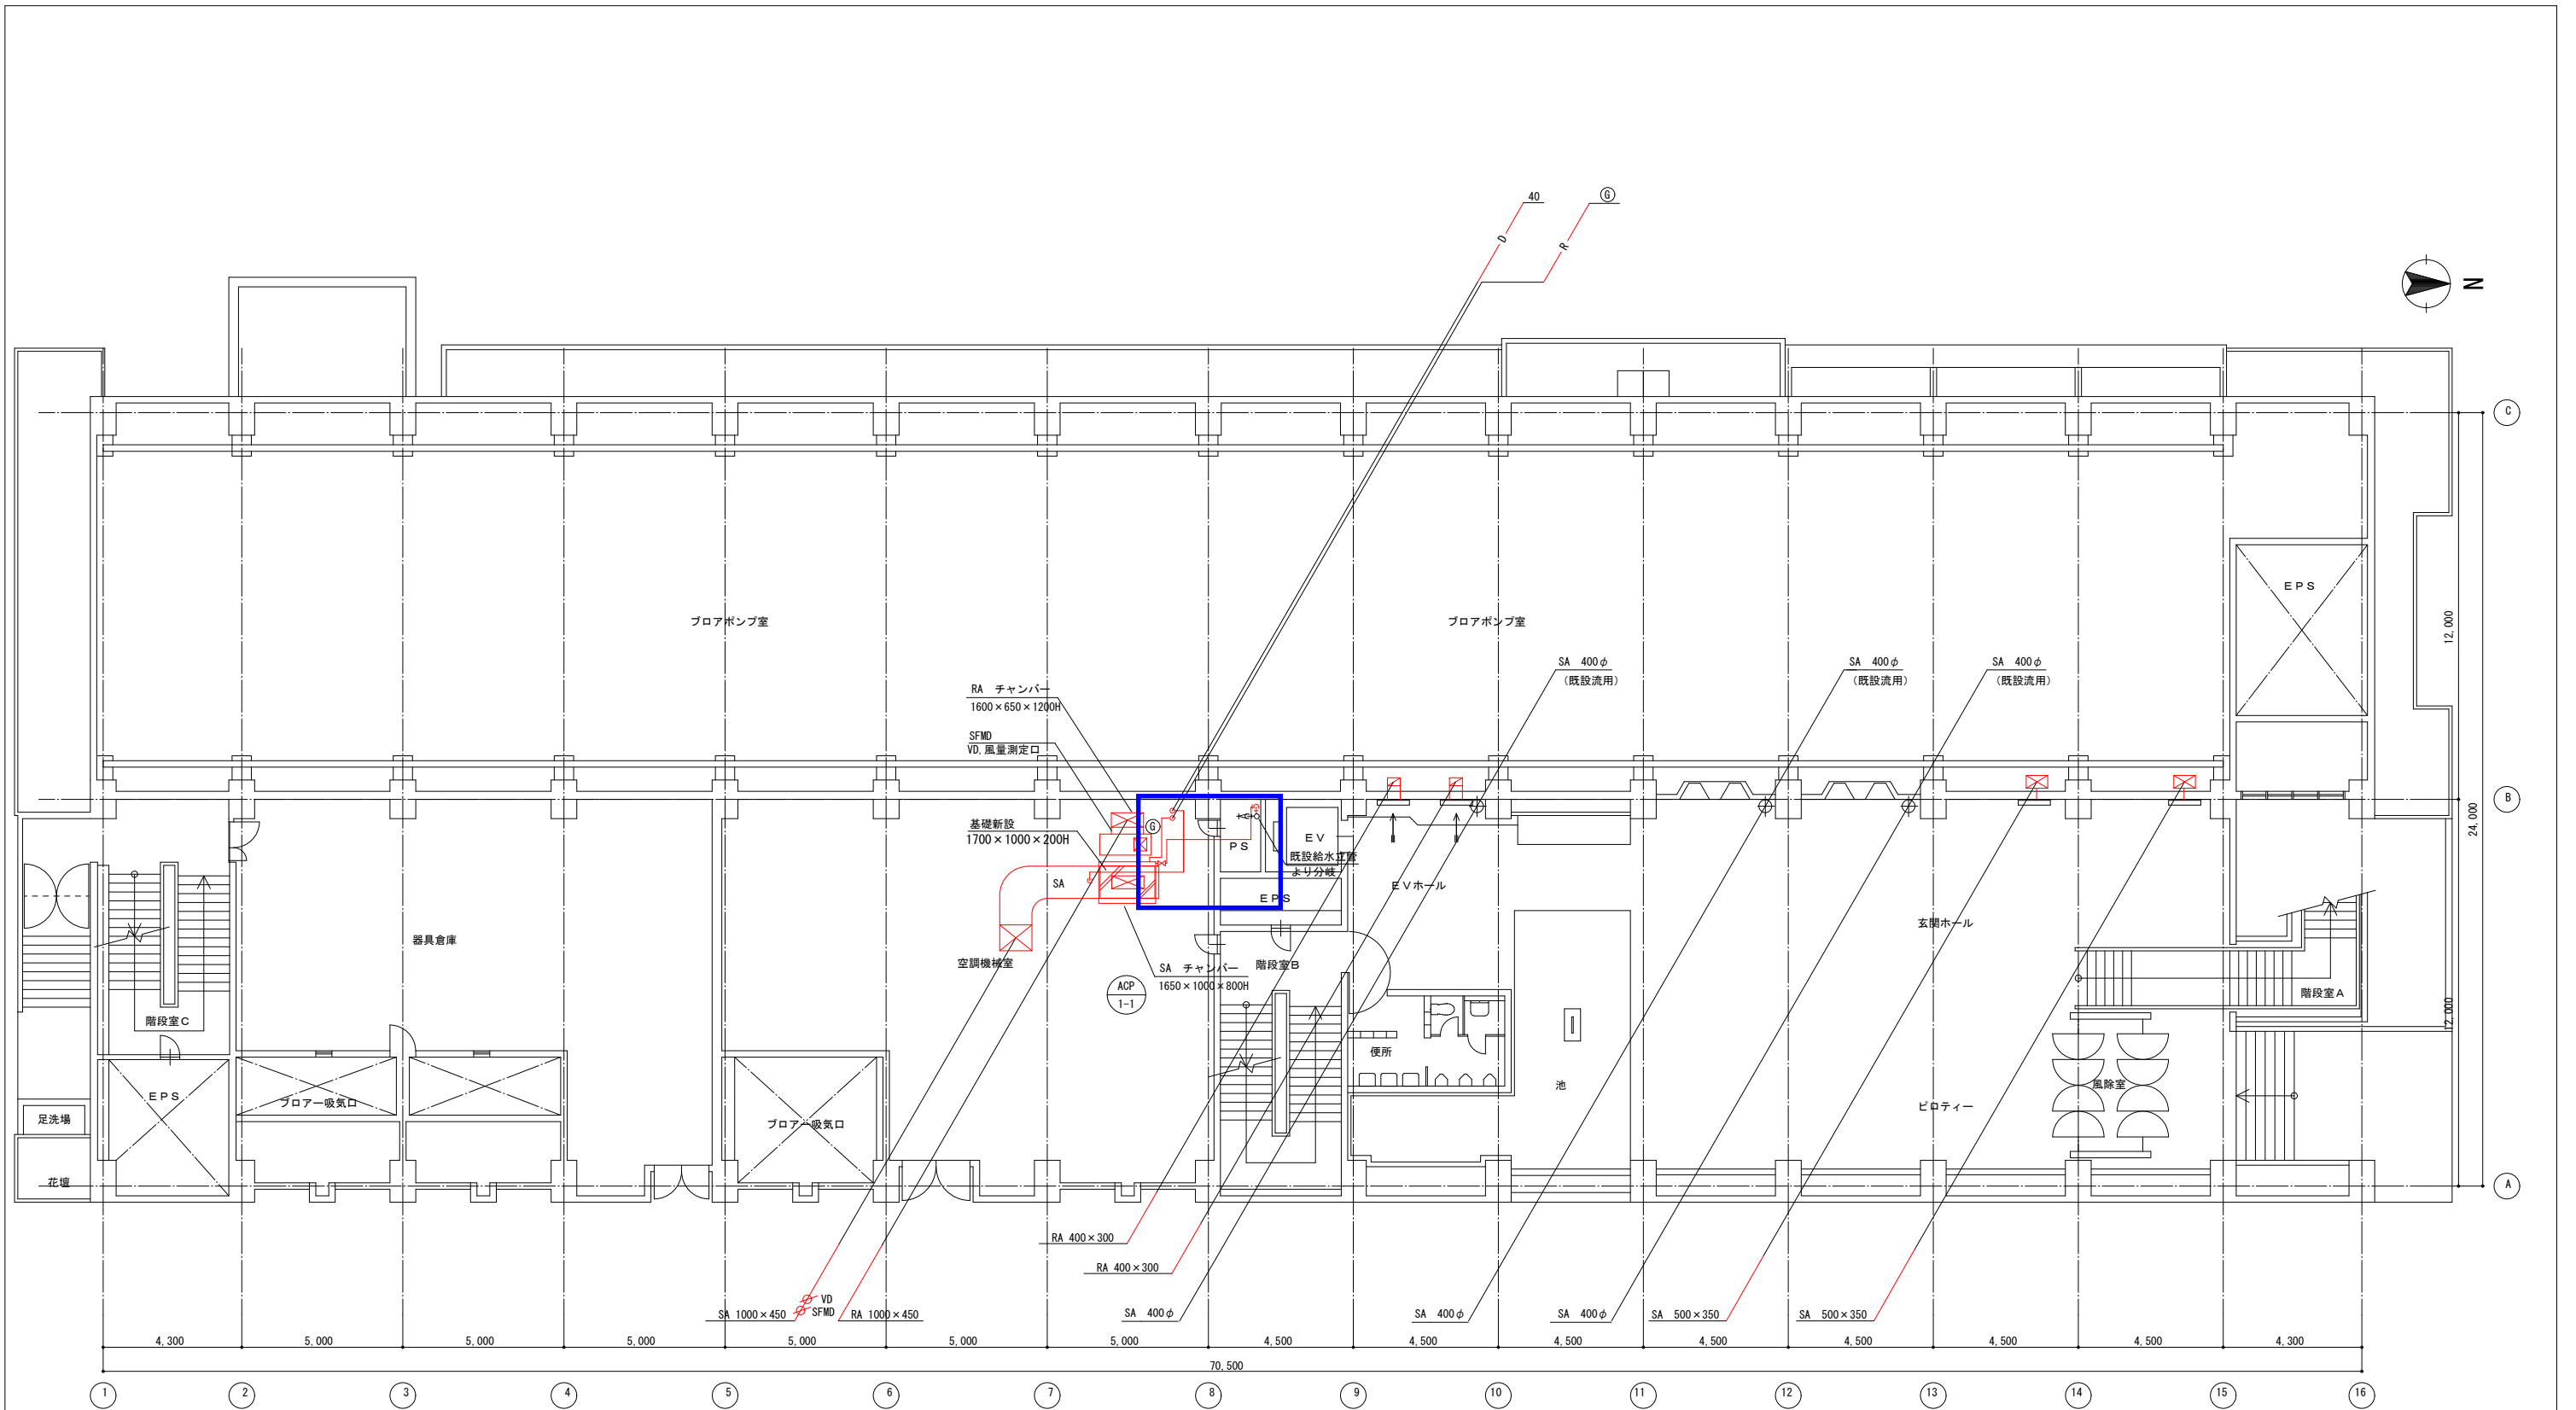 40
Ⓖ
D
R
N
C
EPS
12,000
ブロアポンプ室
ブロアポンプ室
SA 400φ
(既設流用)
SA 400φ
(既設流用)
SA 400φ
(既設流用)
RA チャンバー
1600×650×1200H
SFMD
VD,風量測定口
B
24,000
基礎新設
1700×1000×200H
Ⓖ
PS
EV
既設給水立管
より分岐
SA
EVホール
EPS
玄関ホール
器具倉庫
空調機械室
階段室B
SA チャンバー
1650×1000×800H
ACP
1-1
階段室A
12,000
階段室C
便所
池
風除室
EPS
ブロアー吸気口
ブロアー吸気口
ピロティー
足洗場
花壇
A
RA 400×300
RA 400×300
VD
SFMD
SA 1000×450
RA 1000×450
SA 400φ
SA 400φ
SA 400φ
SA 500×350
SA 500×350
4,300
5,000
5,000
5,000
5,000
5,000
5,000
4,500
4,500
4,500
4,500
4,500
4,500
4,500
4,300
70,500
1
2
3
4
5
6
7
8
9
10
11
12
13
14
15
16